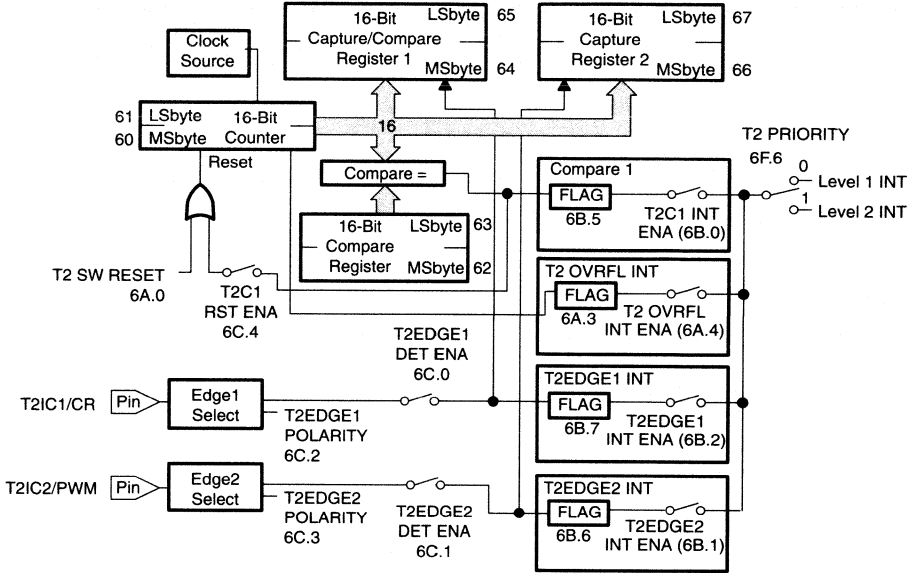 16-Bit LSbyte 65
Capture/Compare
Register 1
MSbyte 64
16-Bit LSbyte 67
Capture
Register 2
MSbyte 66
Clock
Source
61 LSbyte 16-Bit
60 MSbyte Counter
Reset
16
Compare =
16-Bit LSbyte 63
Compare
Register
MSbyte 62
T2 SW RESET
6A.0
T2C1
RST ENA
6C.4
Compare 1
FLAG
6B.5
T2C1 INT
ENA (6B.0)
T2 PRIORITY
6F.6
0
Level 1 INT
1
Level 2 INT
T2 OVRFL INT
FLAG
6A.3
T2 OVRFL
INT ENA (6A.4)
T2EDGE1
DET ENA
6C.0
T2IC1/CR
Pin
Edge1
Select
T2EDGE1
POLARITY
6C.2
T2EDGE1 INT
FLAG
6B.7
T2EDGE1
INT ENA (6B.2)
T2IC2/PWM
Pin
Edge2
Select
T2EDGE2
POLARITY
6C.3
T2EDGE2
DET ENA
6C.1
T2EDGE2 INT
FLAG
6B.6
T2EDGE2
INT ENA (6B.1)